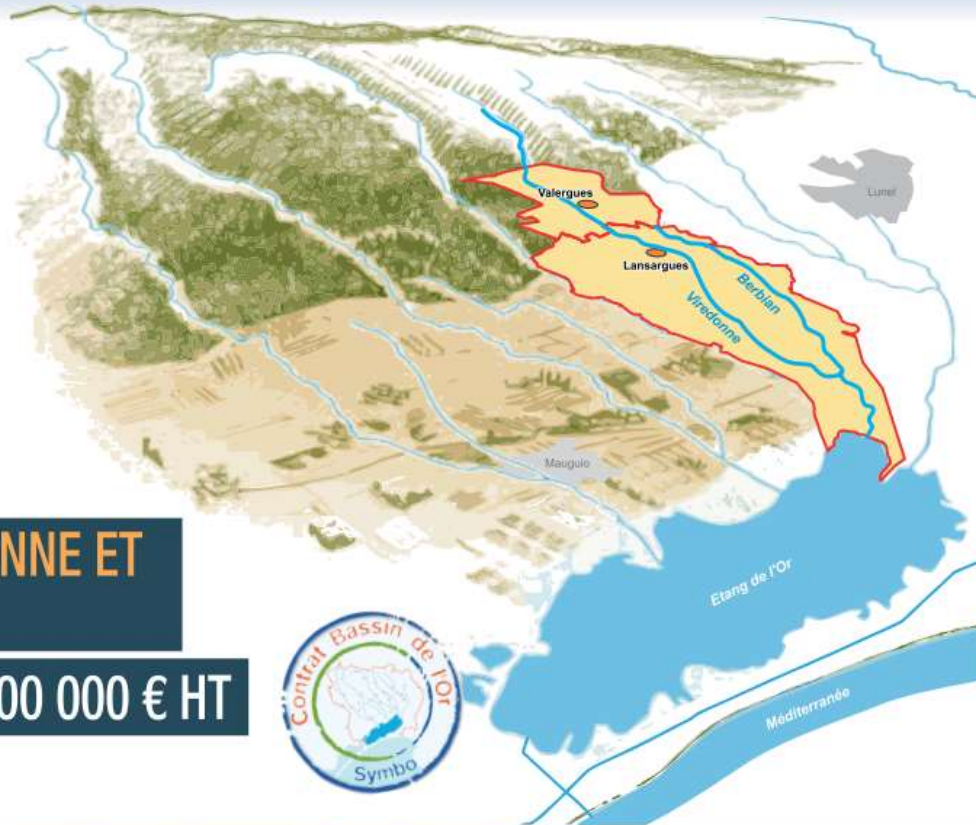 Lunel
Valergues
Lansargues
Berbian
Viredonne
Mauguio
NNE ET
00 000 € HT
Etang de l'Or
Méditerranée
Contrat Bassin de l'Or
Symbo